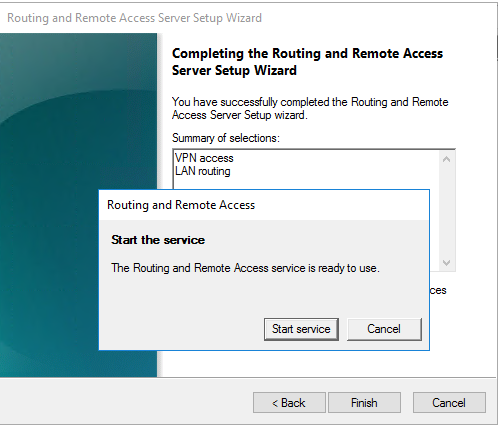 Routing and Remote Access Server Setup Wizard
Completing the Routing and Remote Access
Server Setup Wizard
You have successfully completed the Routing and Remote
Access Server Setup wizard.
Summary of selections:
VPN access
LAN routing
Routing and Remote Access
Start the service
The Routing and Remote Access service is ready to use.
ces
Start service
Cancel
< Back
Finish
Cancel